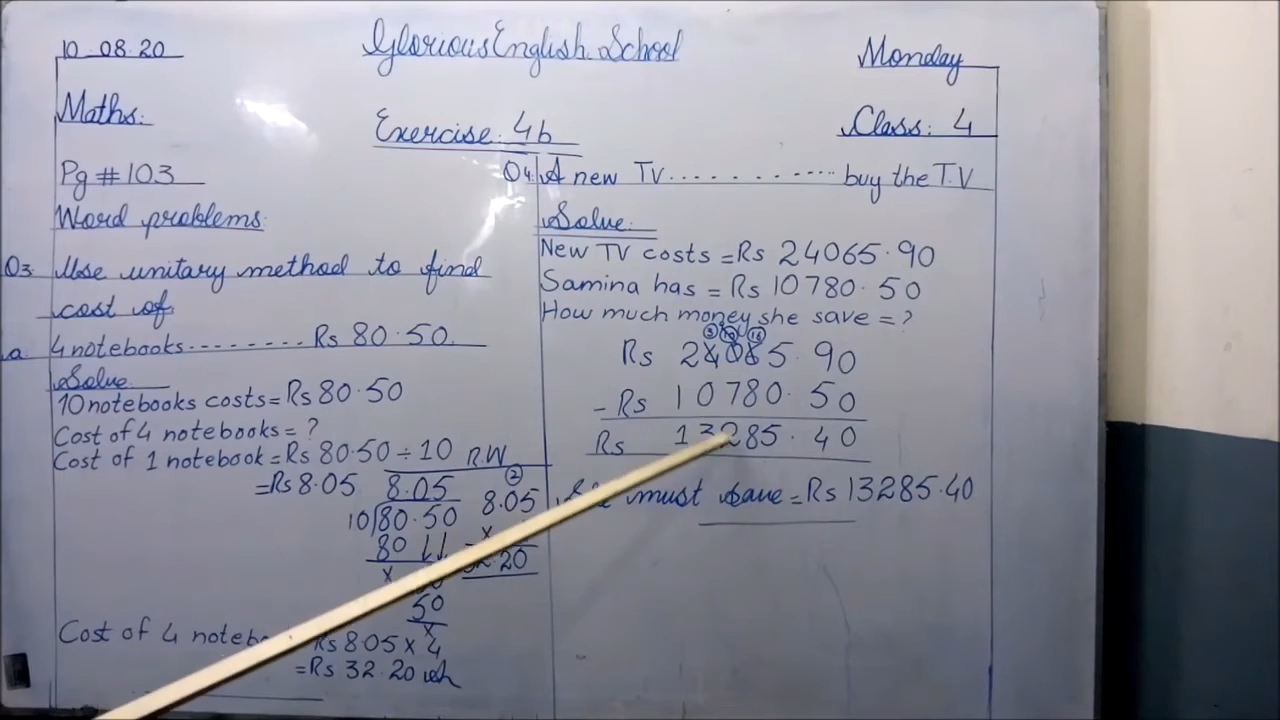 10.08.20
Glorious English School
Monday
Maths:
Exercise: 4b
Class: 4
Pg # 103
Word problems.
Q3. Use unitary method to find
cost of
a 4 notebooks........ Rs 80.50.
Solve
10 notebooks costs = Rs 80.50
Cost of 4 notebooks = ?
Cost of 1 notebook = Rs 80.50 ÷ 10
= Rs 8.05
R.W
8.05
10)80.50
80 ↓↓
x
50
x
②
8.05
x
.20
Cost of 4 Rs 8.05 x 4
= Rs 32.20
Q4. A new TV........... buy the T.V
Solve:
New TV costs = Rs 24065.90
Samina has = Rs 10780.50
How much money she save = ?
Rs 24065.90
- Rs 10780.50
Rs 13285.40
must save = Rs 13285.40